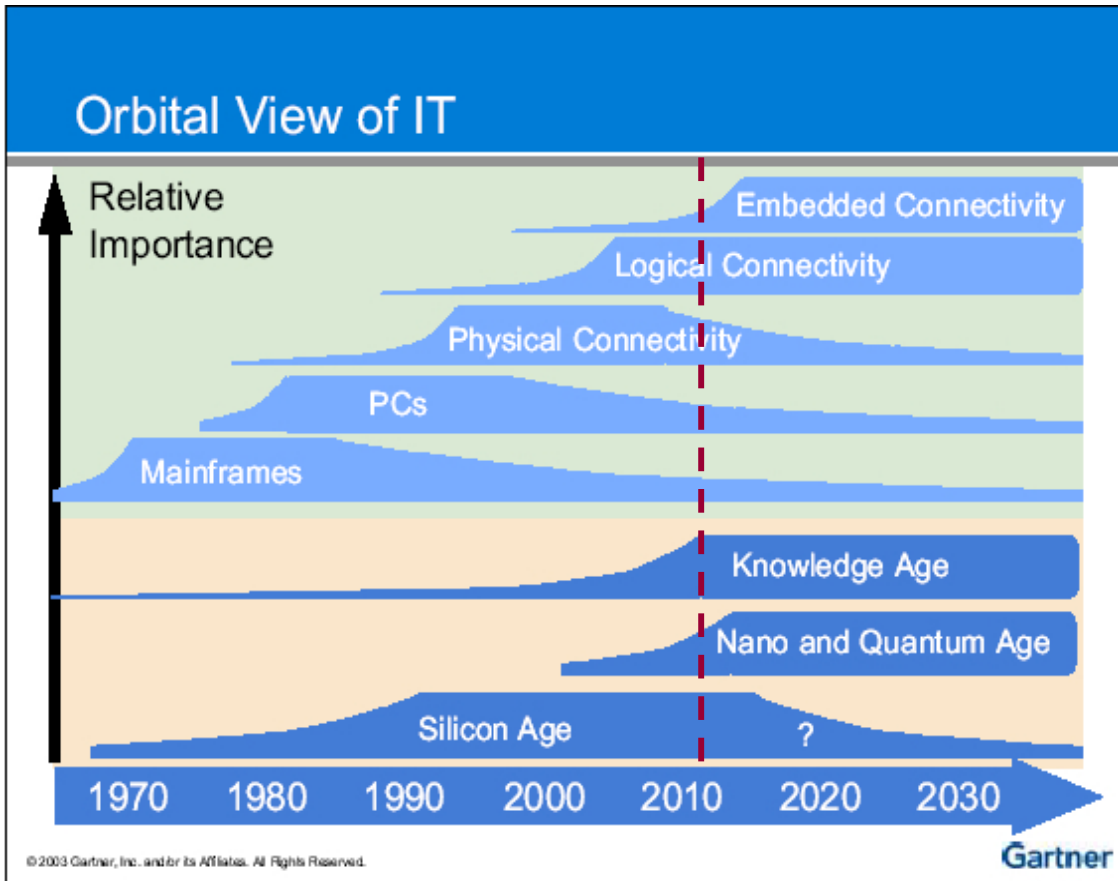 Orbital View of IT
Relative
Importance
Embedded Connectivity
Logical Connectivity
Physical Connectivity
PCs
Mainframes
Knowledge Age
Nano and Quantum Age
Silicon Age ?
1970 1980 1990 2000 2010 2020 2030
© 2003 Gartner, Inc. and/or its Affiliates. All Rights Reserved.
Gartner